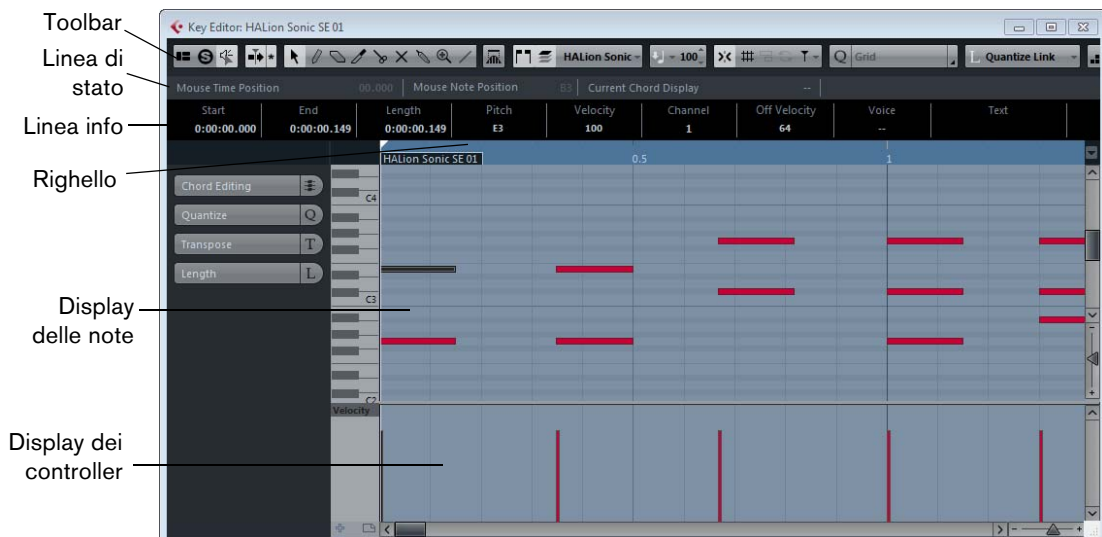 Key Editor: HALion Sonic SE 01
Toolbar
HALion Sonic
100
Q Grid
L Quantize Link
Linea di
stato
Mouse Time Position 00.000 Mouse Note Position B3 Current Chord Display --
Linea info
Start End Length Pitch Velocity Channel Off Velocity Voice Text
0:00:00.000 0:00:00.149 0:00:00.149 E3 100 1 64 --
Righello
HALion Sonic SE 01 0.5 1
Chord Editing
C4
Quantize Q
Transpose T
Length L
C3
Display
delle note
C2
Velocity
Display dei
controller